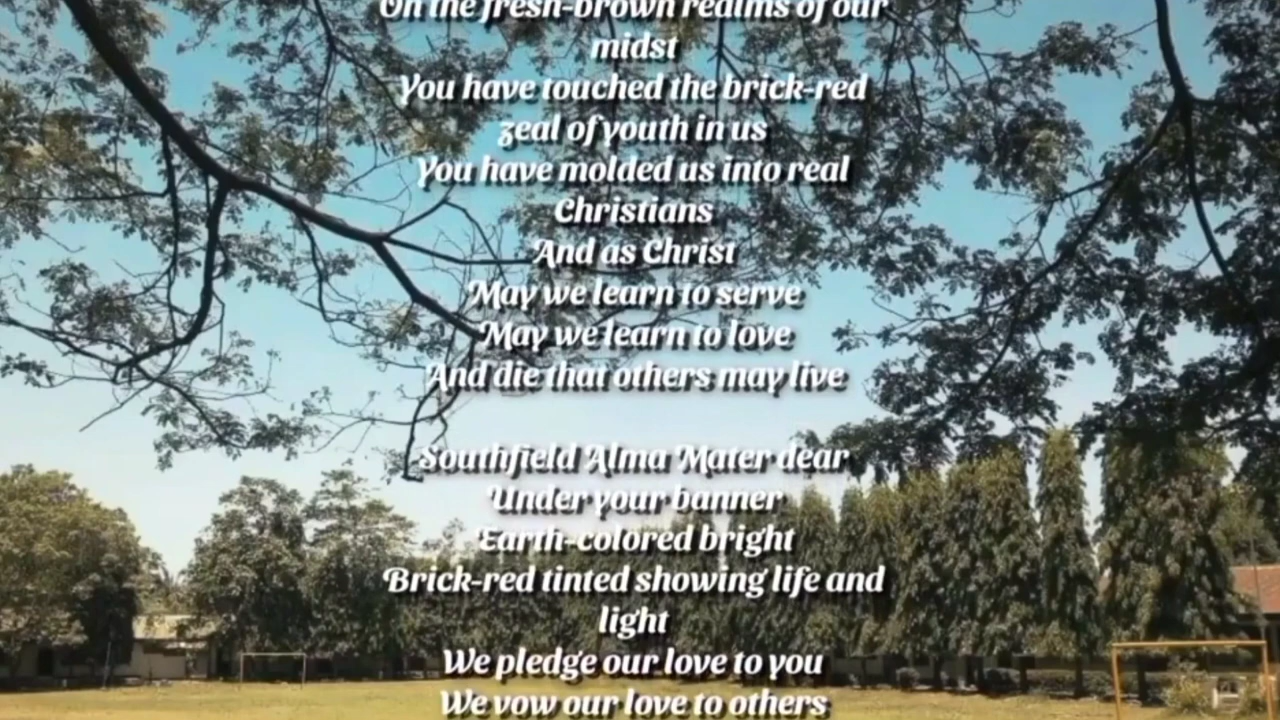 On the fresh-brown realms of our
midst
You have touched the brick-red
zeal of youth in us
You have molded us into real
Christians
And as Christ
May we learn to serve
May we learn to love
And die that others may live
Southfield Alma Mater dear
Under your banner
Earth-colored bright
Brick-red tinted showing life and
light
We pledge our love to you
We vow our love to others